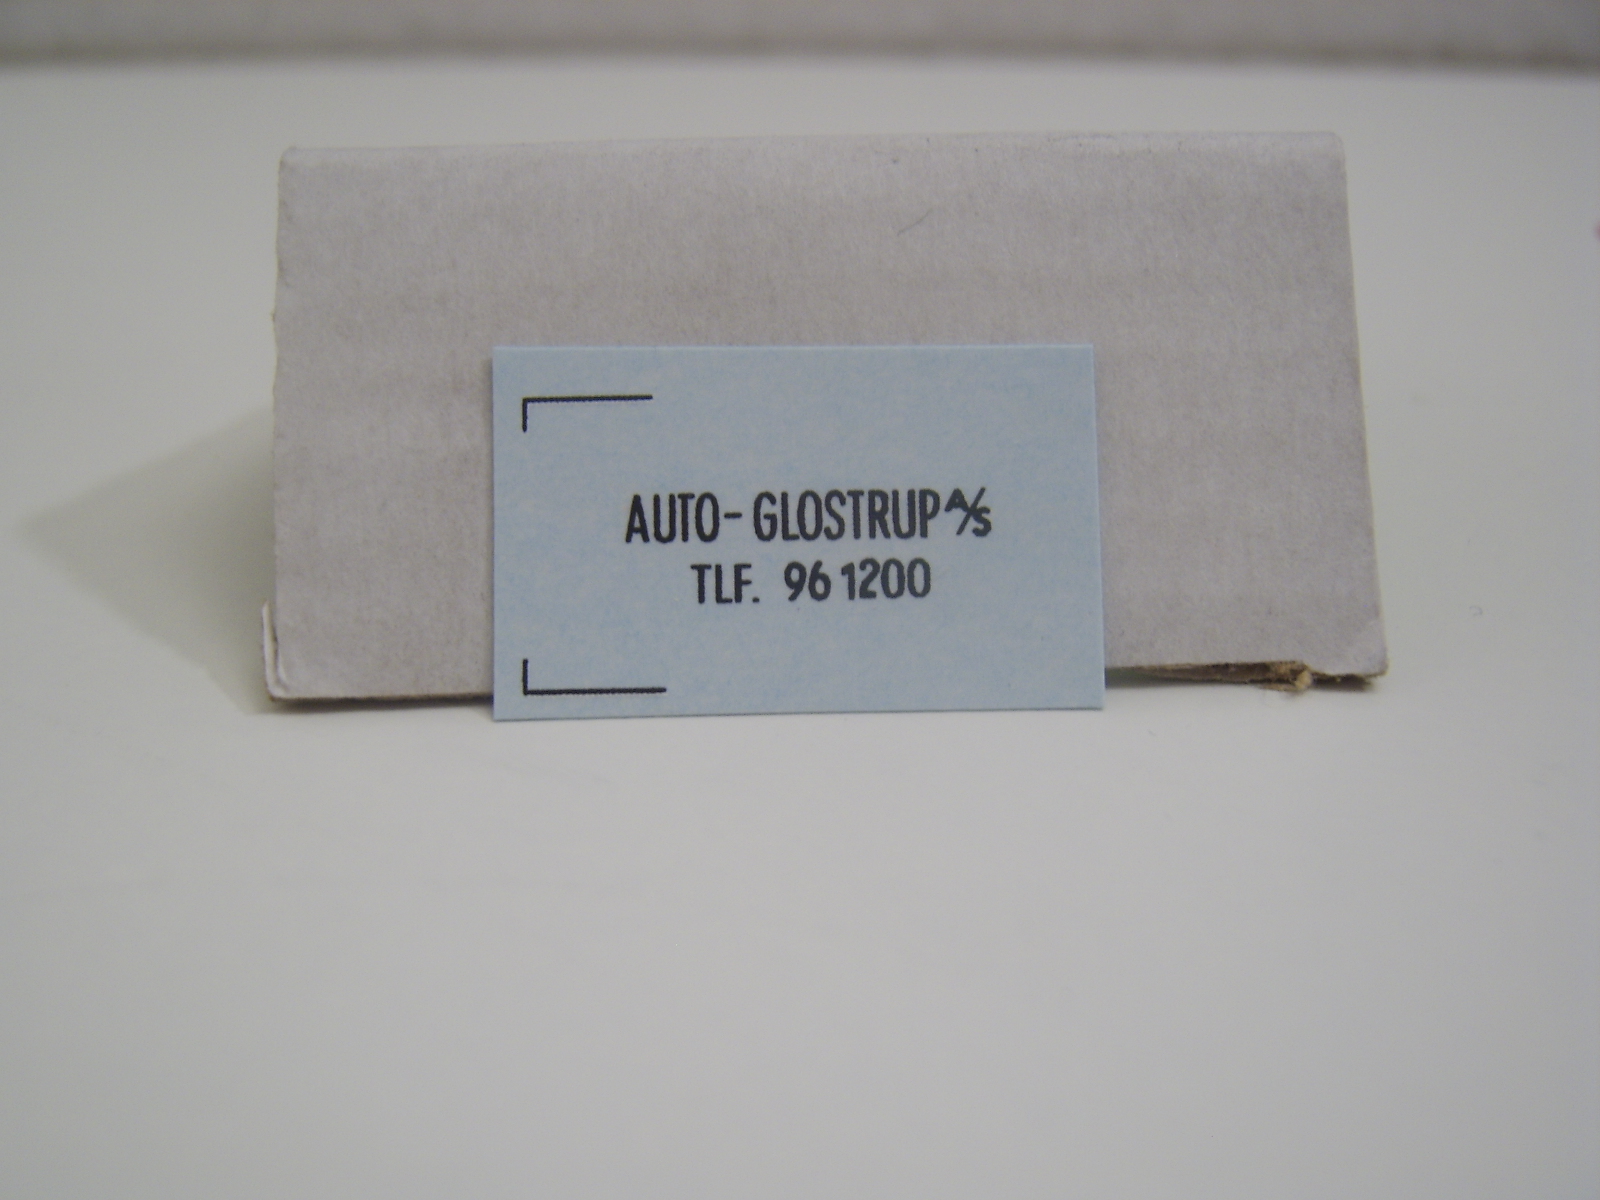 AUTO-GLOSTRUP A/S
TLF. 96 1200